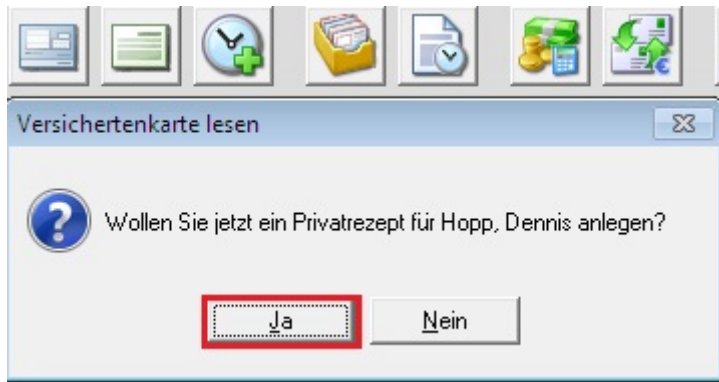 Versichertenkarte lesen
Wollen Sie jetzt ein Privatrezept für Hopp, Dennis anlegen?
Ja
Nein